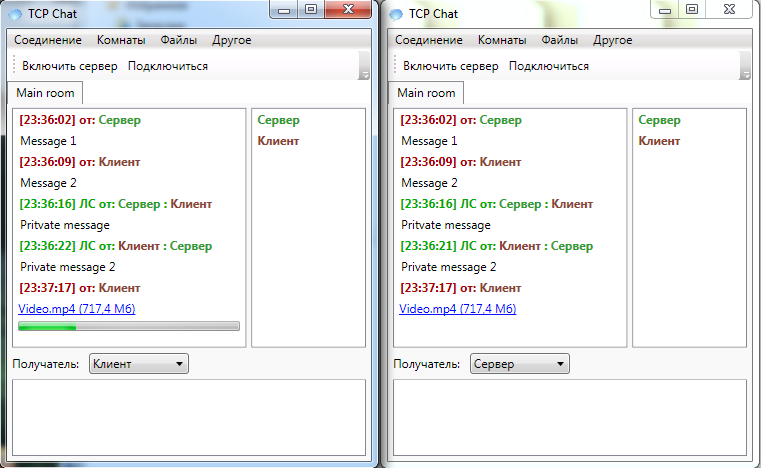 TCP Chat
Соединение Комнаты Файлы Другое
Включить сервер Подключиться
Main room
[23:36:02] от: Сервер
Message 1
[23:36:09] от: Клиент
Message 2
[23:36:16] ЛС от: Сервер : Клиент
Pritvate message
[23:36:22] ЛС от: Клиент : Сервер
Private message 2
[23:37:17] от: Клиент
Video.mp4 (717,4 Мб)
Сервер
Клиент
Получатель: Клиент
TCP Chat
Соединение Комнаты Файлы Другое
Включить сервер Подключиться
Main room
[23:36:02] от: Сервер
Message 1
[23:36:09] от: Клиент
Message 2
[23:36:16] ЛС от: Сервер : Клиент
Pritvate message
[23:36:21] ЛС от: Клиент : Сервер
Private message 2
[23:37:17] от: Клиент
Video.mp4 (717,4 Мб)
Сервер
Клиент
Получатель: Сервер